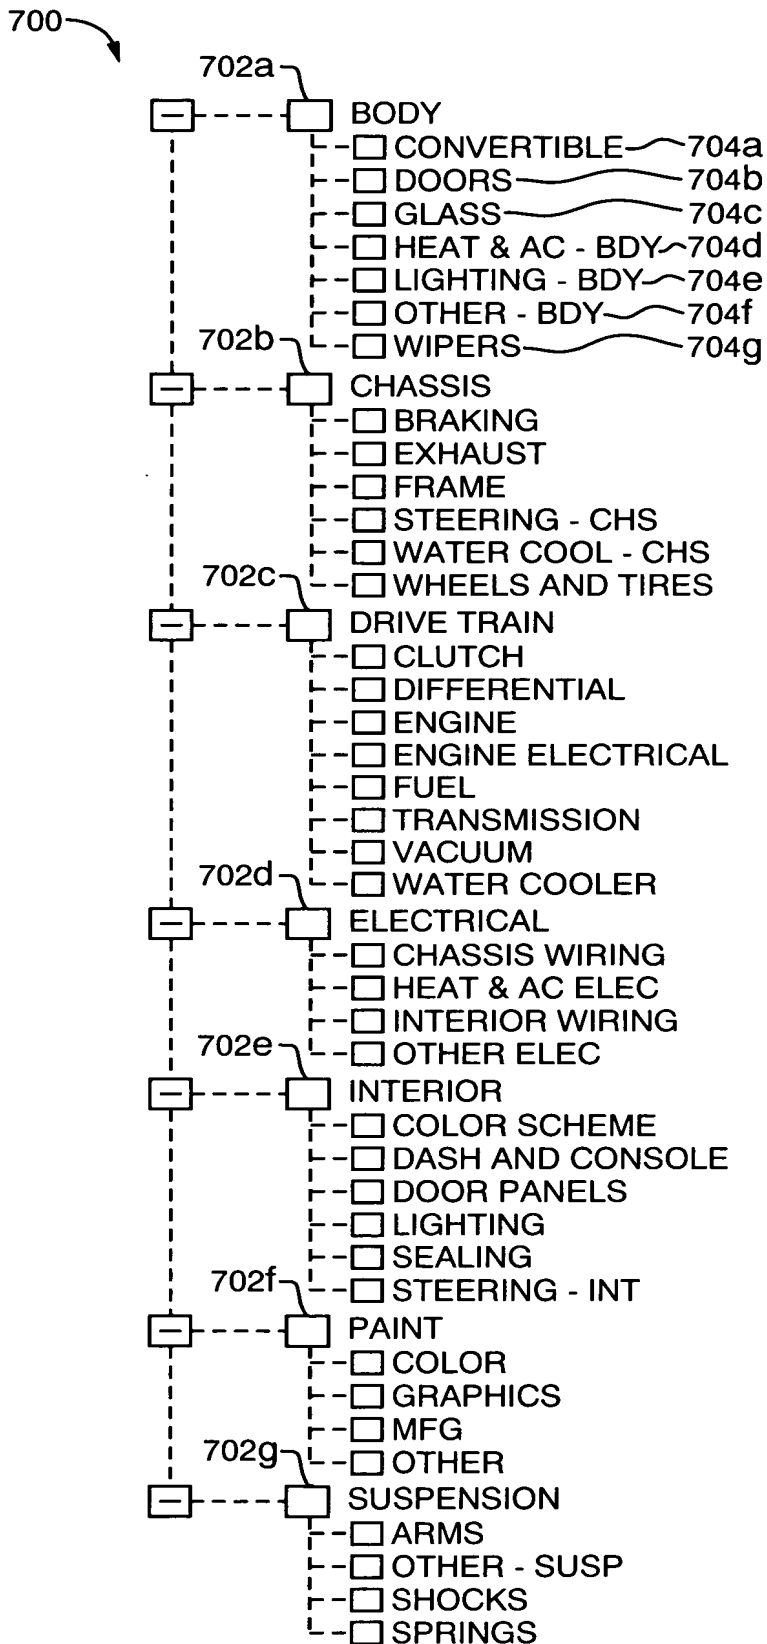 700
702a
BODY
CONVERTIBLE 704a
DOORS 704b
GLASS 704c
HEAT & AC - BDY 704d
LIGHTING - BDY 704e
OTHER - BDY 704f
702b
WIPERS 704g
CHASSIS
BRAKING
EXHAUST
FRAME
STEERING - CHS
WATER COOL - CHS
702c
WHEELS AND TIRES
DRIVE TRAIN
CLUTCH
DIFFERENTIAL
ENGINE
ENGINE ELECTRICAL
FUEL
TRANSMISSION
VACUUM
702d
WATER COOLER
ELECTRICAL
CHASSIS WIRING
HEAT & AC ELEC
INTERIOR WIRING
702e
OTHER ELEC
INTERIOR
COLOR SCHEME
DASH AND CONSOLE
DOOR PANELS
LIGHTING
SEALING
702f
STEERING - INT
PAINT
COLOR
GRAPHICS
MFG
702g
OTHER
SUSPENSION
ARMS
OTHER - SUSP
SHOCKS
SPRINGS